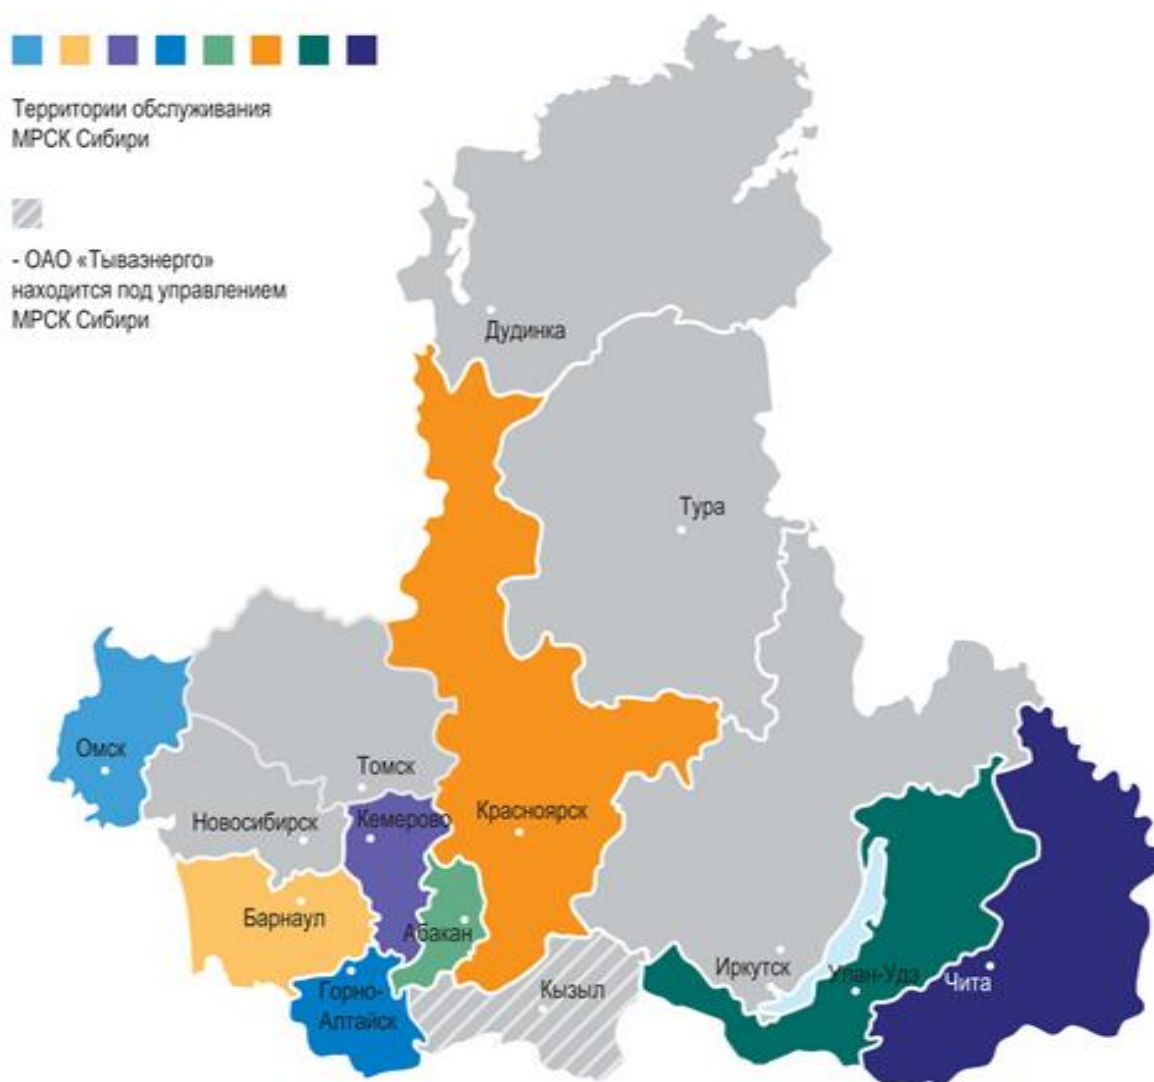 Территории обслуживания
МРСК Сибири
- ОАО «Тываэнерго»
находится под управлением
МРСК Сибири
Дудинка
Тура
Омск
Томск
Новосибирск
Кемерово
Красноярск
Барнаул
Абакан
Горно-
Алтайск
Кызыл
Иркутск
Улан-Удэ
Чита